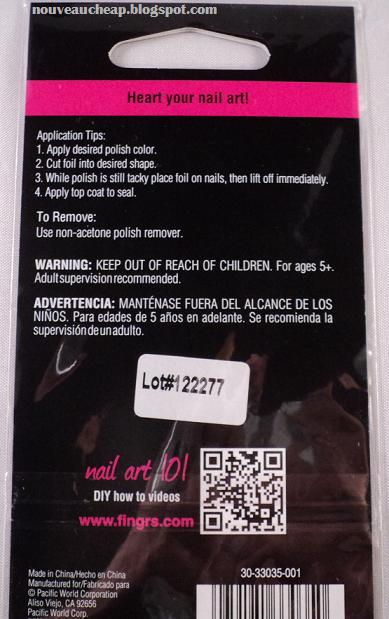 nouveaucheap.blogspot.com
Heart your nail art!
Application Tips:
1. Apply desired polish color.
2. Cut foil into desired shape.
3. While polish is still tacky place foil on nails, then lift off immediately.
4. Apply top coat to seal.
To Remove:
Use non-acetone polish remover.
WARNING: KEEP OUT OF REACH OF CHILDREN. For ages 5+.
Adult supervision recommended.
ADVERTENCIA: MANTÉNASE FUERA DEL ALCANCE DE LOS
NIÑOS. Para edades de 5 años en adelante. Se recomienda la
supervisión de un adulto.
Lot#122277
nail art 101
DIY how to videos
www.fingrs.com
Made in China/Hecho en China
Manufactured for/Fabricado para
© Pacific World Corporation
Aliso Viejo, CA 92656
Pacific World Corp.
30-33035-001